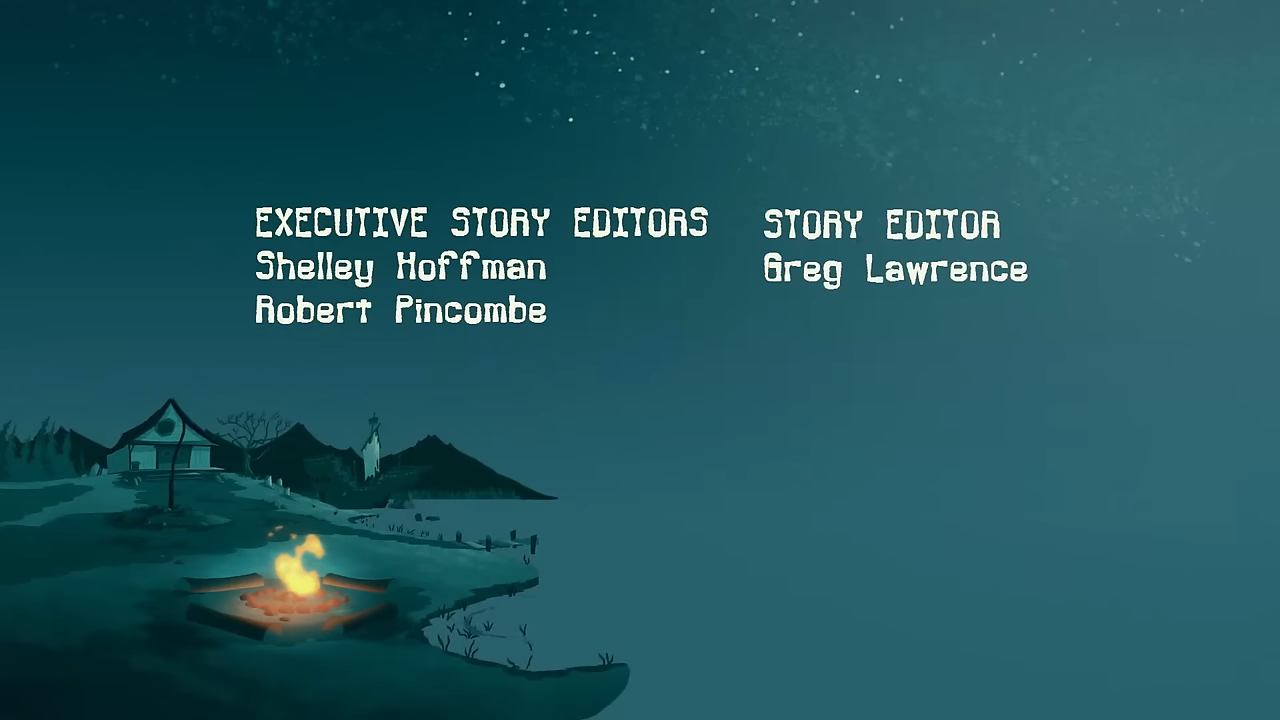 EXECUTIVE STORY EDITORS
Shelley Hoffman
Robert Pincombe
STORY EDITOR
Greg Lawrence